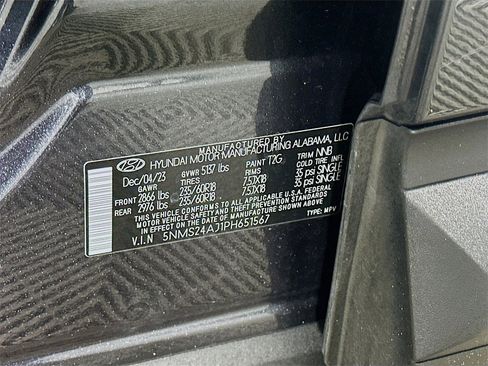 MANUFACTURED BY
HYUNDAI MOTOR MANUFACTURING ALABAMA, LLC
Dec/04/23 GVWR 5137 lbs PAINT T2G TRIM NNB
GAWR TIRES RIMS COLD TIRE INFL
FRONT 2866 lbs 235/60R18 7.5JX18 35 psi SINGLE
REAR 2976 lbs 235/60R18 7.5JX18 35 psi SINGLE
THIS VEHICLE CONFORMS TO ALL APPLICABLE U.S.A. FEDERAL
MOTOR VEHICLE SAFETY AND THEFT PREVENTION STANDARDS
IN EFFECT ON THE DATE OF MANUFACTURE SHOWN ABOVE
V.I.N 5NMS24AJ1PH651567 TYPE: MPV